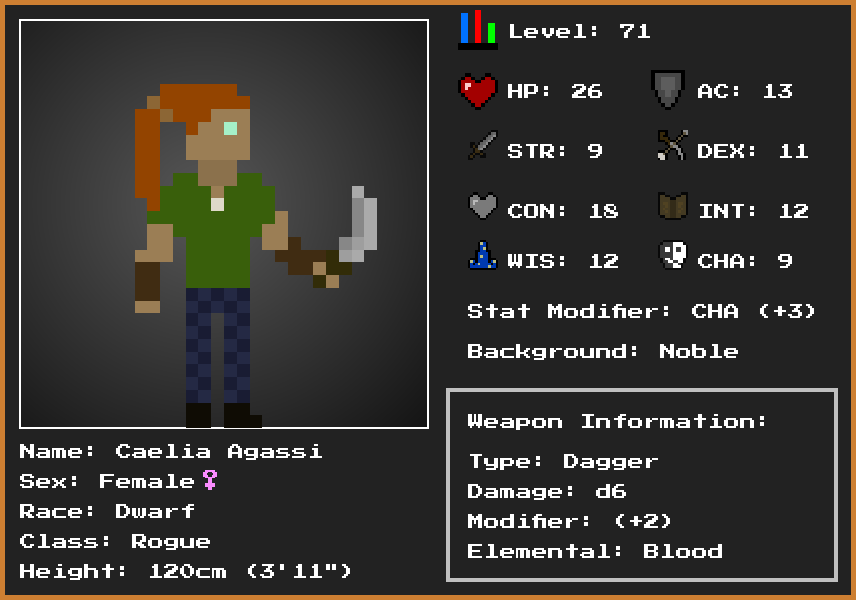 Level: 71
HP: 26
AC: 13
STR: 9
DEX: 11
CON: 18
INT: 12
WIS: 12
CHA: 9
Stat Modifier: CHA (+3)
Background: Noble
Weapon Information:
Type: Dagger
Damage: d6
Modifier: (+2)
Elemental: Blood
Name: Caelia Agassi
Sex: Female♀
Race: Dwarf
Class: Rogue
Height: 120cm (3'11")